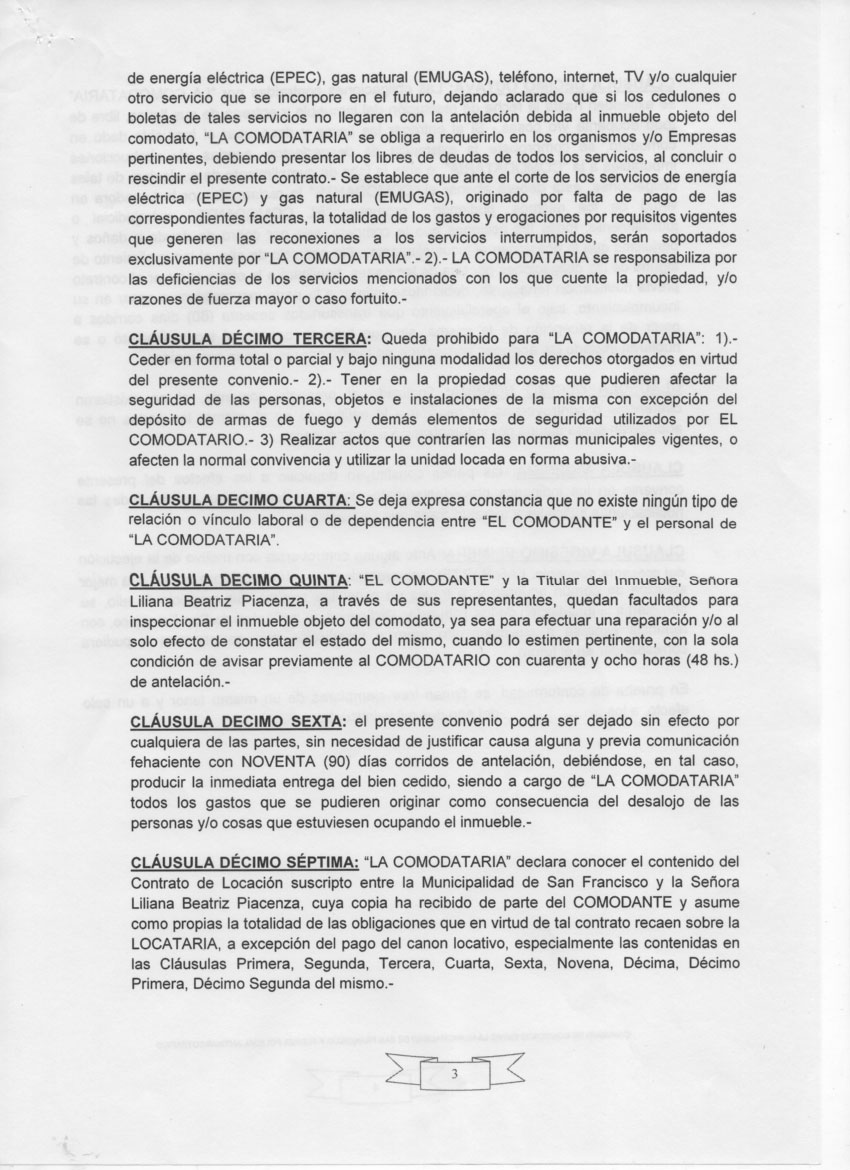 de energía eléctrica (EPEC), gas natural (EMUGAS), teléfono, internet, TV y/o cualquier
otro servicio que se incorpore en el futuro, dejando aclarado que si los cedulones o
boletas de tales servicios no llegaren con la antelación debida al inmueble objeto del
comodato, “LA COMODATARIA” se obliga a requerirlo en los organismos y/o Empresas
pertinentes, debiendo presentar los libres de deudas de todos los servicios, al concluir o
rescindir el presente contrato.- Se establece que ante el corte de los servicios de energía
eléctrica (EPEC) y gas natural (EMUGAS), originado por falta de pago de las
correspondientes facturas, la totalidad de los gastos y erogaciones por requisitos vigentes
que generen las reconexiones a los servicios interrumpidos, serán soportados
exclusivamente por “LA COMODATARIA”.- 2).- LA COMODATARIA se responsabiliza por
las deficiencias de los servicios mencionados con los que cuente la propiedad, y/o
razones de fuerza mayor o caso fortuito.-
CLÁUSULA DÉCIMO TERCERA: Queda prohibido para “LA COMODATARIA”: 1).-
Ceder en forma total o parcial y bajo ninguna modalidad los derechos otorgados en virtud
del presente convenio.- 2).- Tener en la propiedad cosas que pudieren afectar la
seguridad de las personas, objetos e instalaciones de la misma con excepción del
depósito de armas de fuego y demás elementos de seguridad utilizados por EL
COMODATARIO.- 3) Realizar actos que contraríen las normas municipales vigentes, o
afecten la normal convivencia y utilizar la unidad locada en forma abusiva.-
CLÁUSULA DECIMO CUARTA: Se deja expresa constancia que no existe ningún tipo de
relación o vínculo laboral o de dependencia entre “EL COMODANTE” y el personal de
“LA COMODATARIA”.
CLÁUSULA DECIMO QUINTA: “EL COMODANTE” y la Titular del Inmueble, Señora
Liliana Beatriz Piacenza, a través de sus representantes, quedan facultados para
inspeccionar el inmueble objeto del comodato, ya sea para efectuar una reparación y/o al
solo efecto de constatar el estado del mismo, cuando lo estimen pertinente, con la sola
condición de avisar previamente al COMODATARIO con cuarenta y ocho horas (48 hs.)
de antelación.-
CLÁUSULA DECIMO SEXTA: el presente convenio podrá ser dejado sin efecto por
cualquiera de las partes, sin necesidad de justificar causa alguna y previa comunicación
fehaciente con NOVENTA (90) días corridos de antelación, debiéndose, en tal caso,
producir la inmediata entrega del bien cedido, siendo a cargo de “LA COMODATARIA”
todos los gastos que se pudieren originar como consecuencia del desalojo de las
personas y/o cosas que estuviesen ocupando el inmueble.-
CLÁUSULA DÉCIMO SÉPTIMA: “LA COMODATARIA” declara conocer el contenido del
Contrato de Locación suscripto entre la Municipalidad de San Francisco y la Señora
Liliana Beatriz Piacenza, cuya copia ha recibido de parte del COMODANTE y asume
como propias la totalidad de las obligaciones que en virtud de tal contrato recaen sobre la
LOCATARIA, a excepción del pago del canon locativo, especialmente las contenidas en
las Cláusulas Primera, Segunda, Tercera, Cuarta, Sexta, Novena, Décima, Décimo
Primera, Décimo Segunda del mismo.-
3